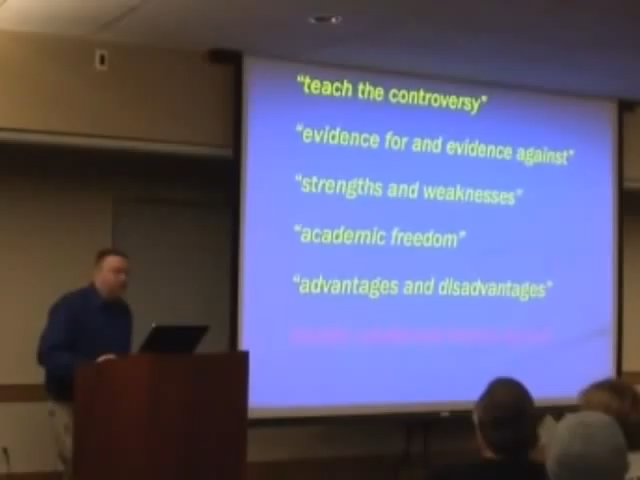 "teach the controversy"
"evidence for and evidence against"
"strengths and weaknesses"
"academic freedom"
"advantages and disadvantages"